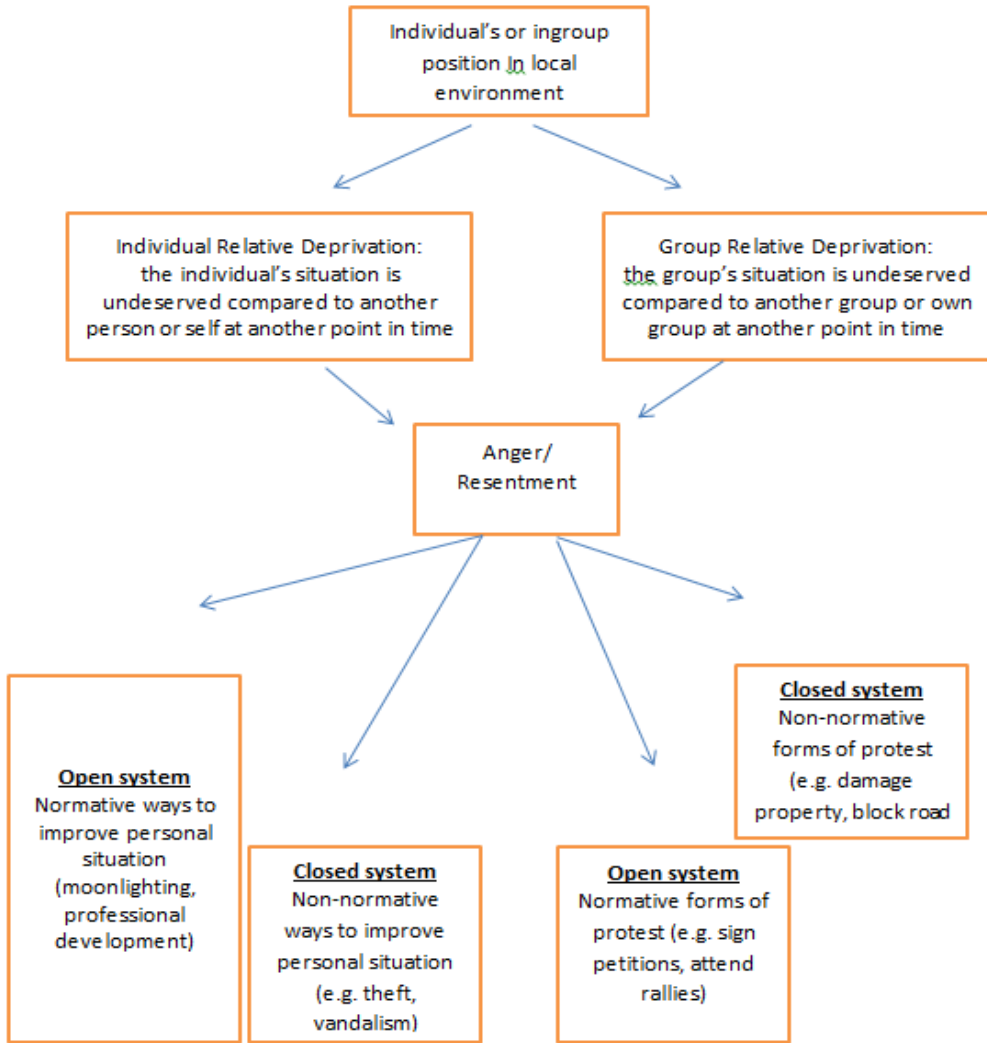 Individual's or ingroup
position In local
environment
Individual Relative Deprivation:
the individual's situation is
undeserved compared to another
person or self at another point in time
Group Relative Deprivation:
the group's situation is undeserved
compared to another group or own
group at another point in time
Anger/
Resentment
Open system
Normative ways to
improve personal
situation
(moonlighting,
professional
development)
Closed system
Non-normative
ways to improve
personal situation
(e.g. theft,
vandalism)
Open system
Normative forms of
protest (e.g. sign
petitions, attend
rallies)
Closed system
Non-normative
forms of protest
(e.g. damage
property, block road